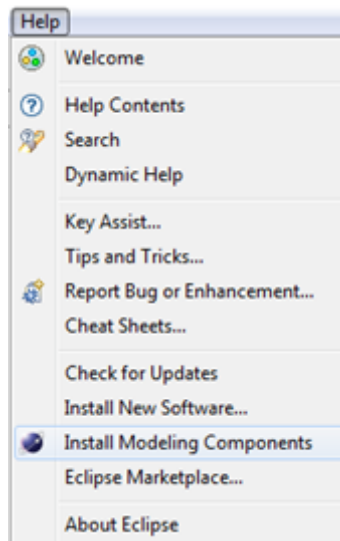 Help
Welcome
Help Contents
Search
Dynamic Help
Key Assist...
Tips and Tricks...
Report Bug or Enhancement...
Cheat Sheets...
Check for Updates
Install New Software...
Install Modeling Components
Eclipse Marketplace...
About Eclipse